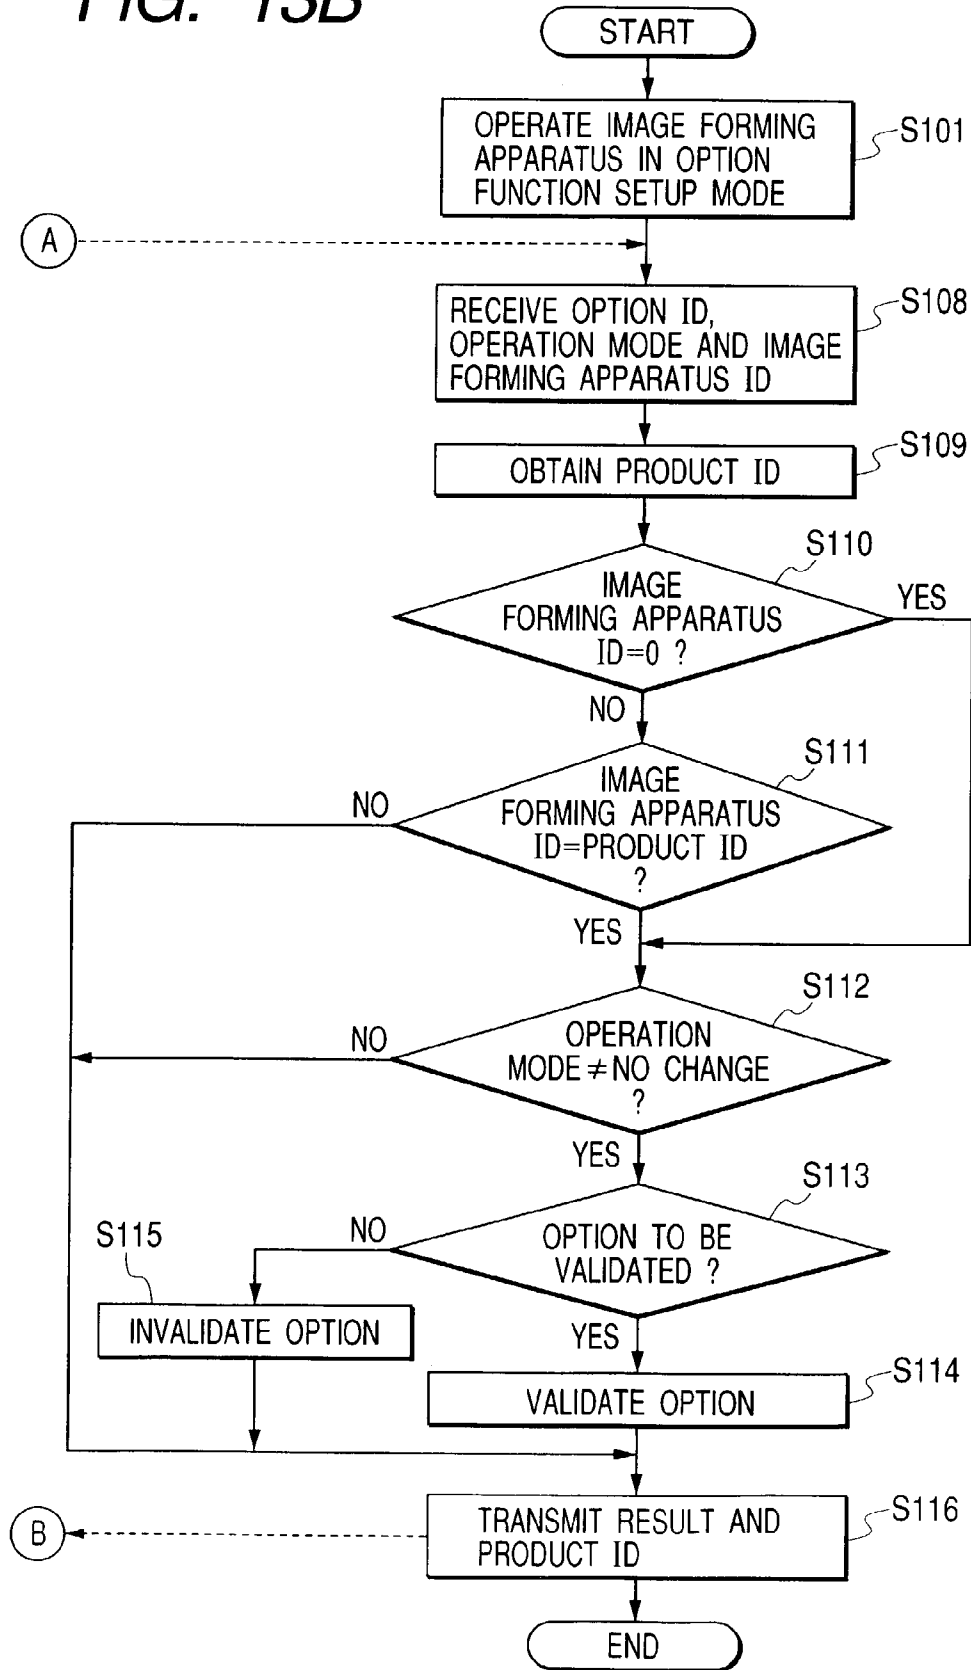 FIG. 13B
START
OPERATE IMAGE FORMING
APPARATUS IN OPTION
FUNCTION SETUP MODE
S101
A
RECEIVE OPTION ID,
OPERATION MODE AND IMAGE
FORMING APPARATUS ID
S108
OBTAIN PRODUCT ID
S109
S110
IMAGE
FORMING APPARATUS
ID=0 ?
YES
NO
S111
IMAGE
FORMING APPARATUS
ID=PRODUCT ID
?
NO
YES
S112
OPERATION
MODE≠NO CHANGE
?
NO
YES
S113
OPTION TO BE
VALIDATED ?
NO
YES
S115
INVALIDATE OPTION
S114
VALIDATE OPTION
S116
TRANSMIT RESULT AND
PRODUCT ID
B
END